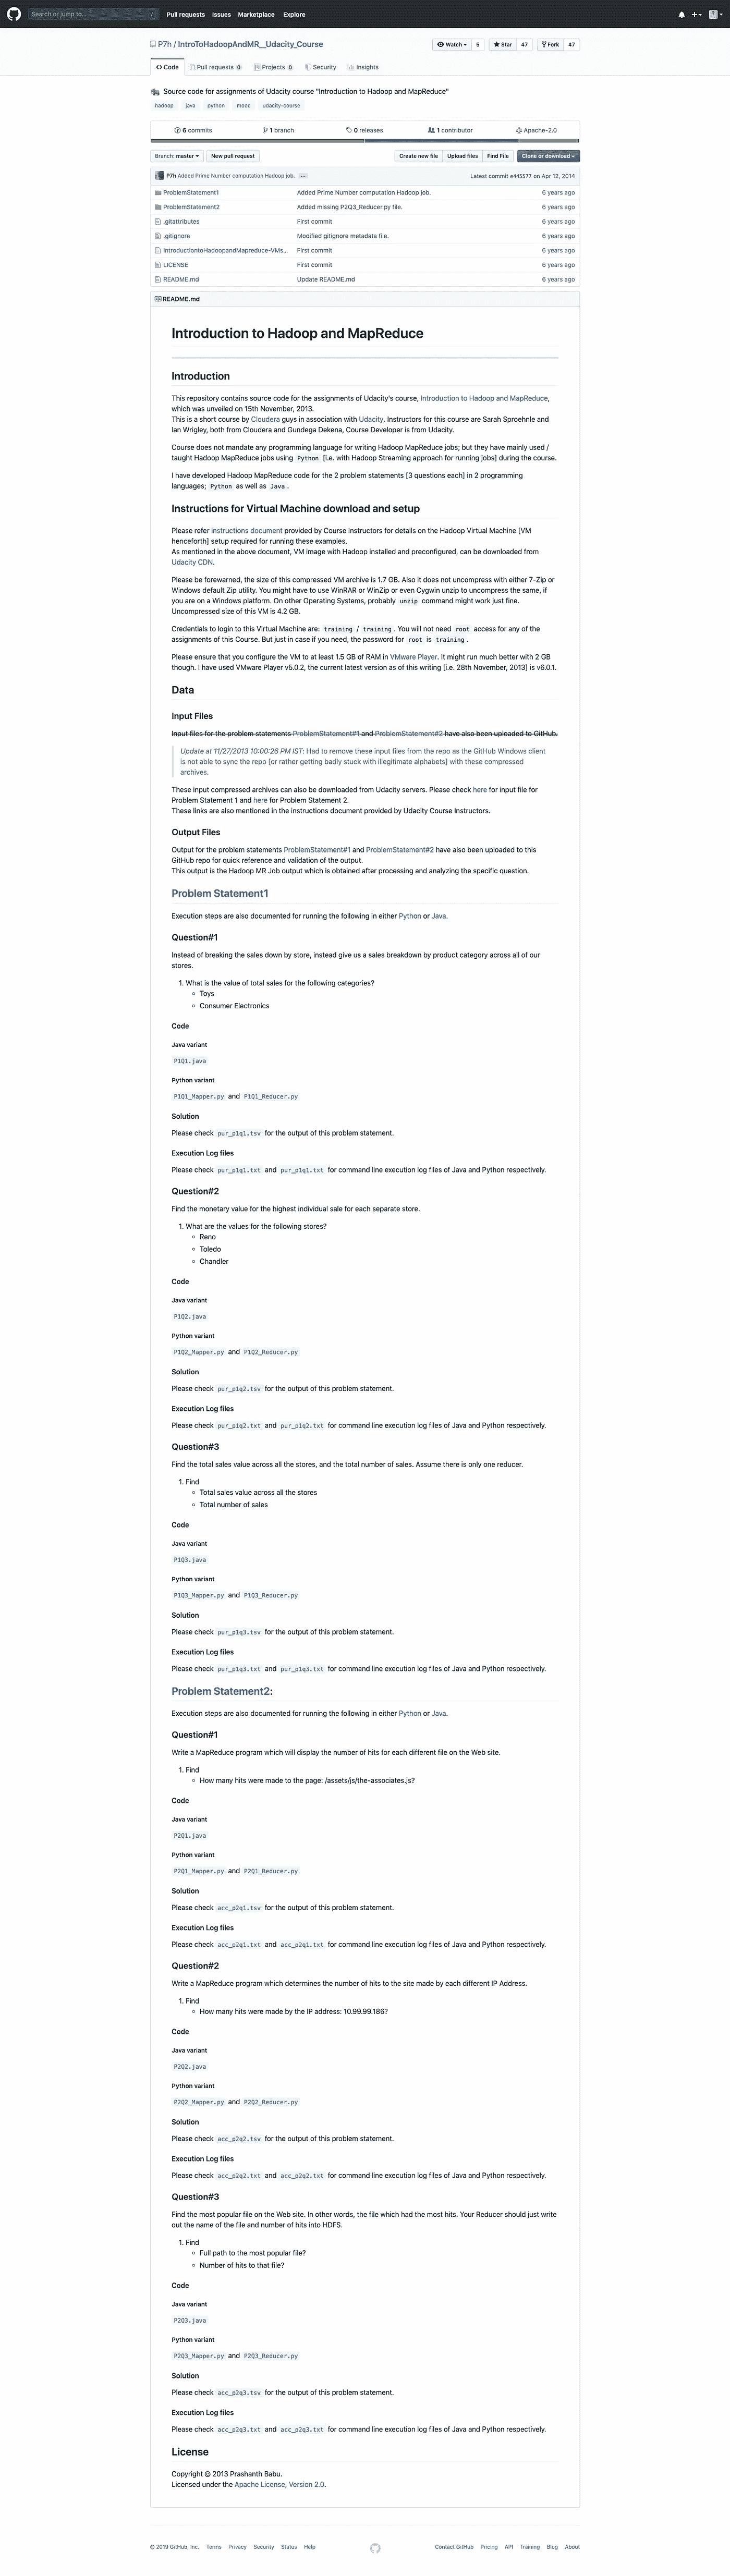 Search or jump to... / Pull requests Issues Marketplace Explore
P7h / IntroToHadoopAndMR__Udacity_Course Watch 5 Star 47 Fork 47
Code Pull requests 0 Projects 0 Security Insights
Source code for assignments of Udacity course "Introduction to Hadoop and MapReduce"
hadoop java python mooc udacity-course
6 commits 1 branch 0 releases 1 contributor Apache-2.0
Branch: master New pull request Create new file Upload files Find File Clone or download
P7h Added Prime Number computation Hadoop job. ... Latest commit e445577 on Apr 12, 2014
ProblemStatement1 Added Prime Number computation Hadoop job. 6 years ago
ProblemStatement2 Added missing P2Q3_Reducer.py file. 6 years ago
.gitattributes First commit 6 years ago
.gitignore Modified gitignore metadata file. 6 years ago
IntroductiontoHadoopandMapreduce-VMs... First commit 6 years ago
LICENSE First commit 6 years ago
README.md Update README.md 6 years ago
README.md
Introduction to Hadoop and MapReduce
Introduction
This repository contains source code for the assignments of Udacity's course, Introduction to Hadoop and MapReduce,
which was unveiled on 15th November, 2013.
This is a short course by Cloudera guys in association with Udacity. Instructors for this course are Sarah Sproehnle and
Ian Wrigley, both from Cloudera and Gundega Dekena, Course Developer is from Udacity.
Course does not mandate any programming language for writing Hadoop MapReduce jobs; but they have mainly used /
taught Hadoop MapReduce jobs using Python [i.e. with Hadoop Streaming approach for running jobs] during the course.
I have developed Hadoop MapReduce code for the 2 problem statements [3 questions each] in 2 programming
languages; Python as well as Java.
Instructions for Virtual Machine download and setup
Please refer instructions document provided by Course Instructors for details on the Hadoop Virtual Machine [VM
henceforth] setup required for running these examples.
As mentioned in the above document, VM image with Hadoop installed and preconfigured, can be downloaded from
Udacity CDN.
Please be forewarned, the size of this compressed VM archive is 1.7 GB. Also it does not uncompress with either 7-Zip or
Windows default Zip utility. You might have to use WinRAR or WinZip or even Cygwin unzip to uncompress the same, if
you are on a Windows platform. On other Operating Systems, probably unzip command might work just fine.
Uncompressed size of this VM is 4.2 GB.
Credentials to login to this Virtual Machine are: training / training. You will not need root access for any of the
assignments of this Course. But just in case if you need, the password for root is training.
Please ensure that you configure the VM to at least 1.5 GB of RAM in VMware Player. It might run much better with 2 GB
though. I have used VMware Player v5.0.2, the current latest version as of this writing [i.e. 28th November, 2013] is v6.0.1.
Data
Input Files
Input files for the problem statements ProblemStatement#1 and ProblemStatement#2 have also been uploaded to GitHub.
Update at 11/27/2013 10:00:26 PM IST: Had to remove these input files from the repo as the GitHub Windows client
is not able to sync the repo [or rather getting badly stuck with illegitimate alphabets] with these compressed
archives.
These input compressed archives can also be downloaded from Udacity servers. Please check here for input file for
Problem Statement 1 and here for Problem Statement 2.
These links are also mentioned in the instructions document provided by Udacity Course Instructors.
Output Files
Output for the problem statements ProblemStatement#1 and ProblemStatement#2 have also been uploaded to this
GitHub repo for quick reference and validation of the output.
This output is the Hadoop MR Job output which is obtained after processing and analyzing the specific question.
Problem Statement1
Execution steps are also documented for running the following in either Python or Java.
Question#1
Instead of breaking the sales down by store, instead give us a sales breakdown by product category across all of our
stores.
1. What is the value of total sales for the following categories?
Toys
Consumer Electronics
Code
Java variant
P1Q1.java
Python variant
P1Q1_Mapper.py and P1Q1_Reducer.py
Solution
Please check pur_p1q1.tsv for the output of this problem statement.
Execution Log files
Please check pur_p1q1.txt and pur_p1q1.txt for command line execution log files of Java and Python respectively.
Question#2
Find the monetary value for the highest individual sale for each separate store.
1. What are the values for the following stores?
Reno
Toledo
Chandler
Code
Java variant
P1Q2.java
Python variant
P1Q2_Mapper.py and P1Q2_Reducer.py
Solution
Please check pur_p1q2.tsv for the output of this problem statement.
Execution Log files
Please check pur_p1q2.txt and pur_p1q2.txt for command line execution log files of Java and Python respectively.
Question#3
Find the total sales value across all the stores, and the total number of sales. Assume there is only one reducer.
1. Find
Total sales value across all the stores
Total number of sales
Code
Java variant
P1Q3.java
Python variant
P1Q3_Mapper.py and P1Q3_Reducer.py
Solution
Please check pur_p1q3.tsv for the output of this problem statement.
Execution Log files
Please check pur_p1q3.txt and pur_p1q3.txt for command line execution log files of Java and Python respectively.
Problem Statement2:
Execution steps are also documented for running the following in either Python or Java.
Question#1
Write a MapReduce program which will display the number of hits for each different file on the Web site.
1. Find
How many hits were made to the page: /assets/js/the-associates.js?
Code
Java variant
P2Q1.java
Python variant
P2Q1_Mapper.py and P2Q1_Reducer.py
Solution
Please check acc_p2q1.tsv for the output of this problem statement.
Execution Log files
Please check acc_p2q1.txt and acc_p2q1.txt for command line execution log files of Java and Python respectively.
Question#2
Write a MapReduce program which determines the number of hits to the site made by each different IP Address.
1. Find
How many hits were made by the IP address: 10.99.99.186?
Code
Java variant
P2Q2.java
Python variant
P2Q2_Mapper.py and P2Q2_Reducer.py
Solution
Please check acc_p2q2.tsv for the output of this problem statement.
Execution Log files
Please check acc_p2q2.txt and acc_p2q2.txt for command line execution log files of Java and Python respectively.
Question#3
Find the most popular file on the Web site. In other words, the file which had the most hits. Your Reducer should just write
out the name of the file and number of hits into HDFS.
1. Find
Full path to the most popular file?
Number of hits to that file?
Code
Java variant
P2Q3.java
Python variant
P2Q3_Mapper.py and P2Q3_Reducer.py
Solution
Please check acc_p2q3.tsv for the output of this problem statement.
Execution Log files
Please check acc_p2q3.txt and acc_p2q3.txt for command line execution log files of Java and Python respectively.
License
Copyright © 2013 Prashanth Babu.
Licensed under the Apache License, Version 2.0.
© 2019 GitHub, Inc. Terms Privacy Security Status Help Contact GitHub Pricing API Training Blog About